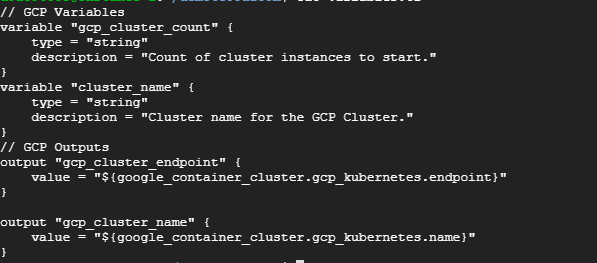 // GCP Variables
variable "gcp_cluster_count" {
    type = "string"
    description = "Count of cluster instances to start."
}
variable "cluster_name" {
    type = "string"
    description = "Cluster name for the GCP Cluster."
}
// GCP Outputs
output "gcp_cluster_endpoint" {
    value = "${google_container_cluster.gcp_kubernetes.endpoint}"
}

output "gcp_cluster_name" {
    value = "${google_container_cluster.gcp_kubernetes.name}"
}